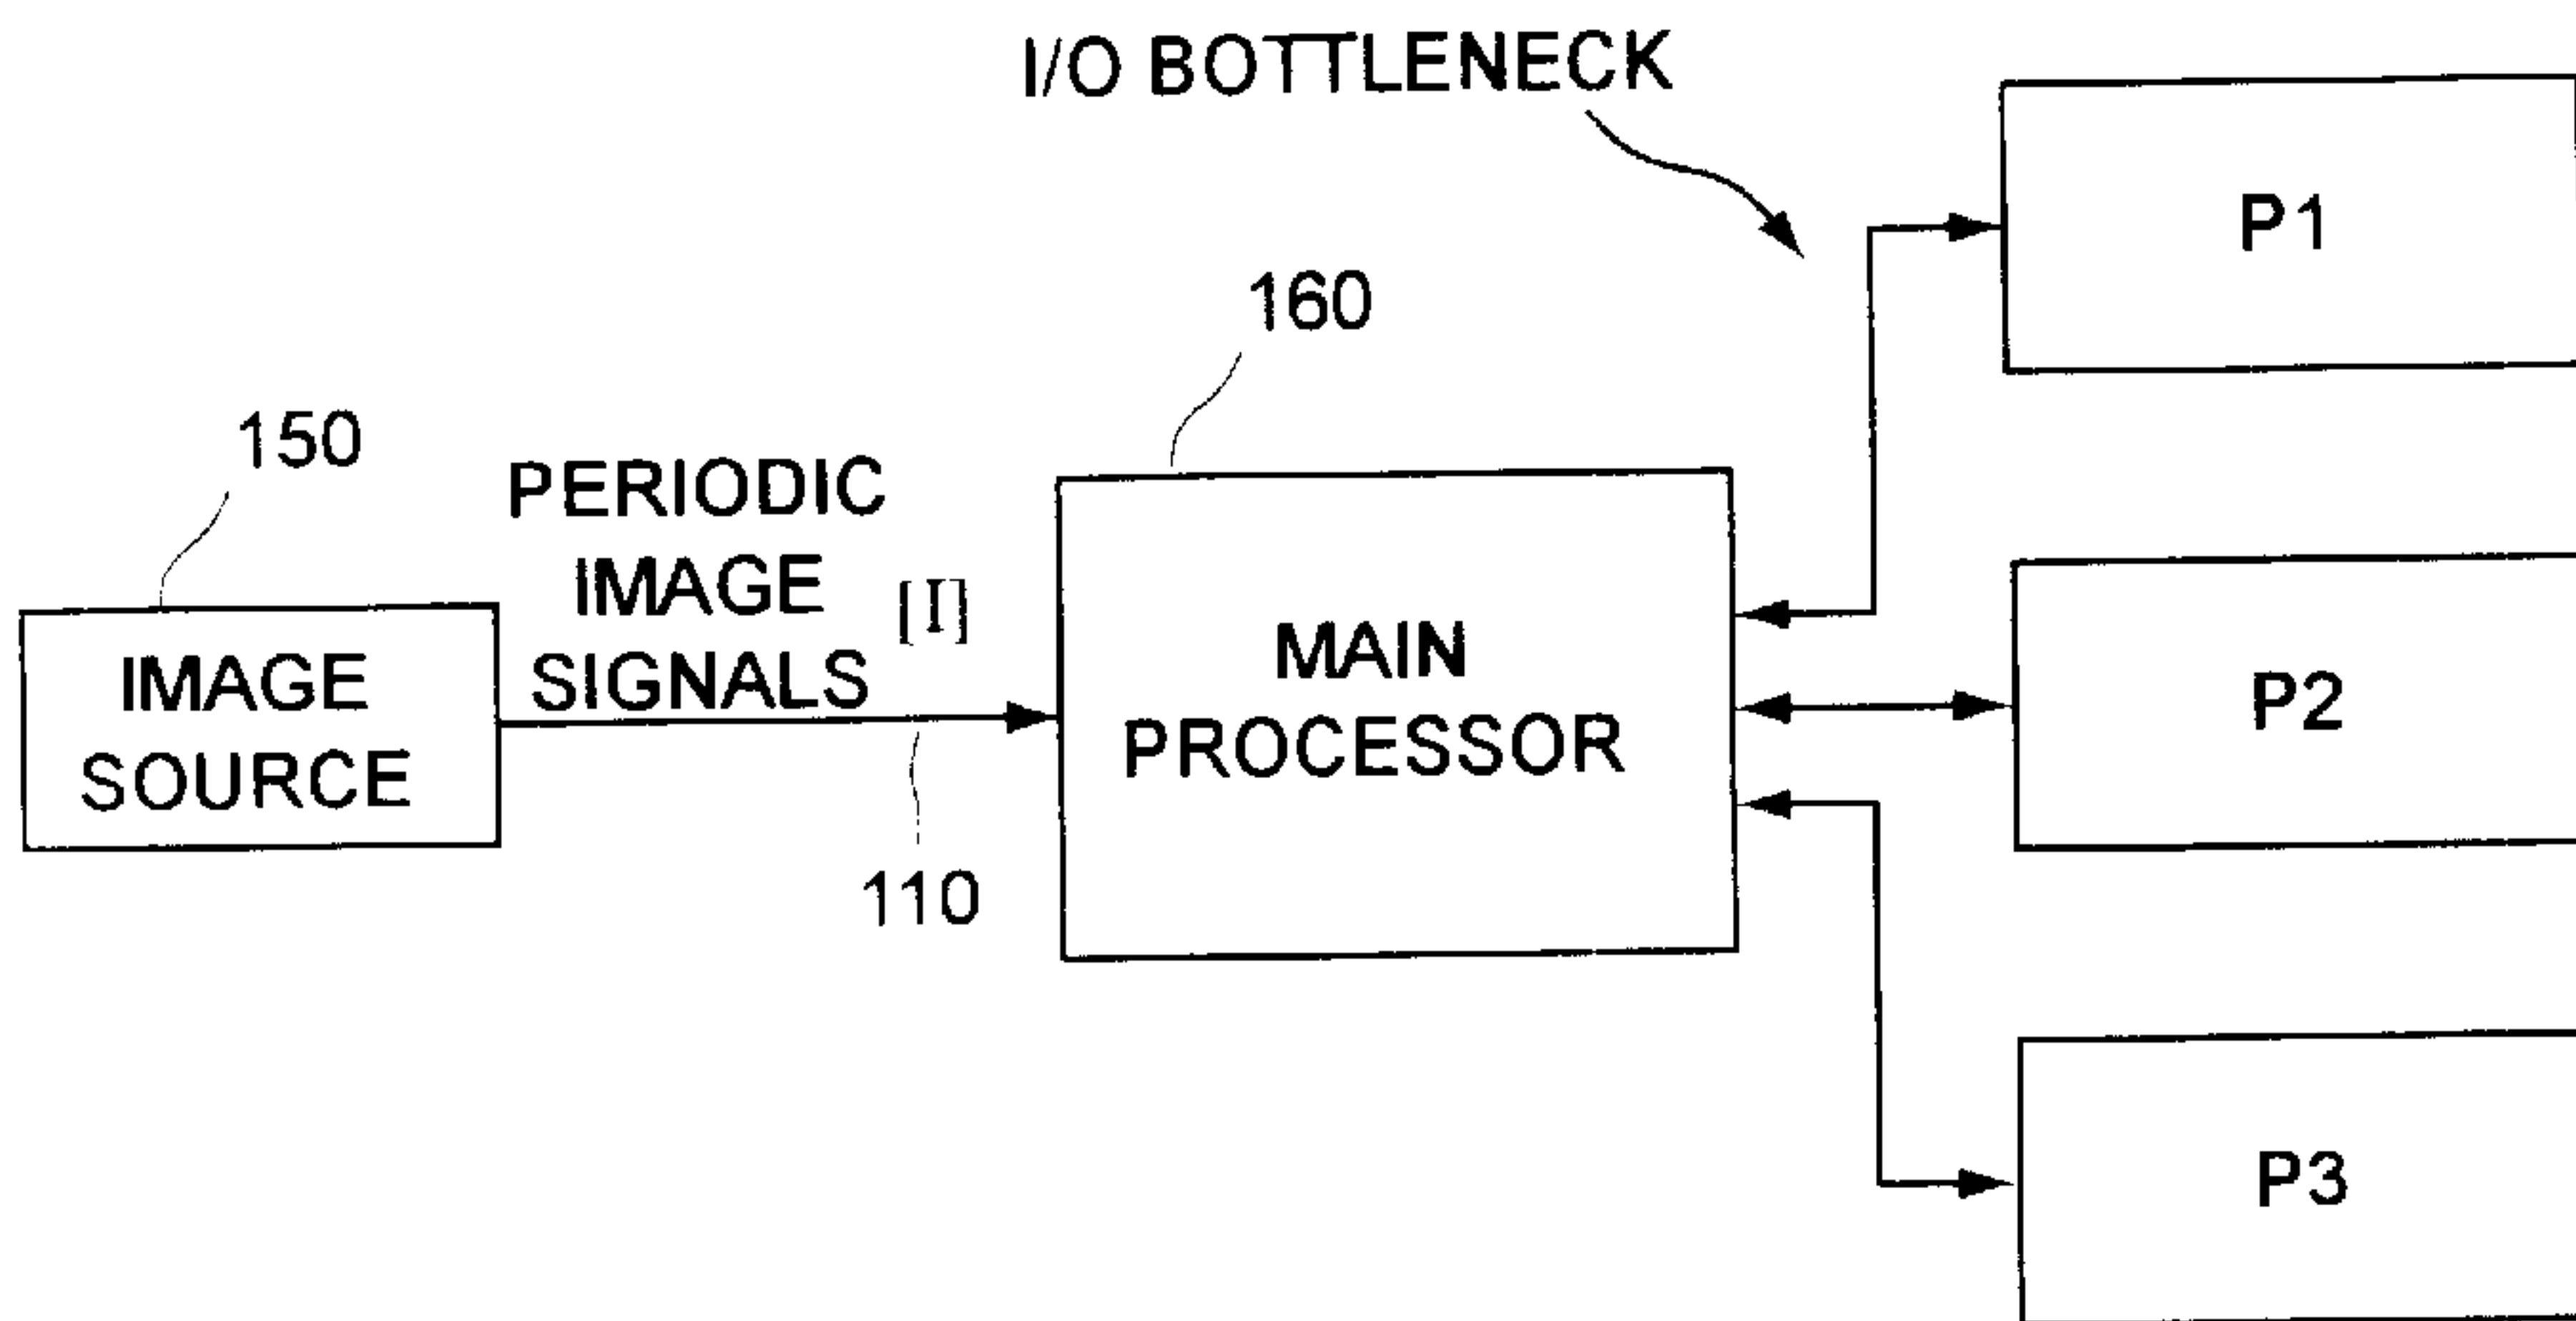 I/O BOTTLENECK
P1
160
150
PERIODIC
IMAGE
SIGNALS [I]
IMAGE
SOURCE
MAIN
PROCESSOR
P2
110
P3